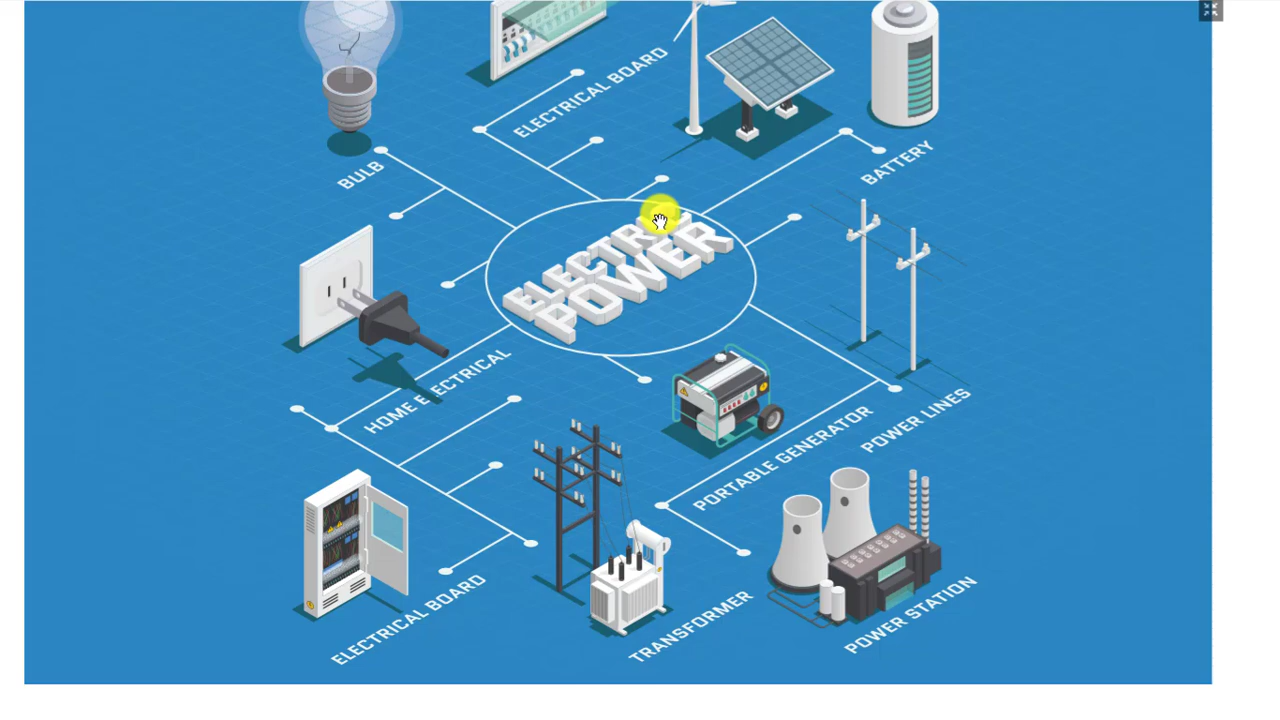 ELECTRICAL BOARD
BULB
BATTERY
ELECTRIC
POWER
HOME ELECTRICAL
POWER LINES
PORTABLE GENERATOR
ELECTRICAL BOARD
TRANSFORMER
POWER STATION